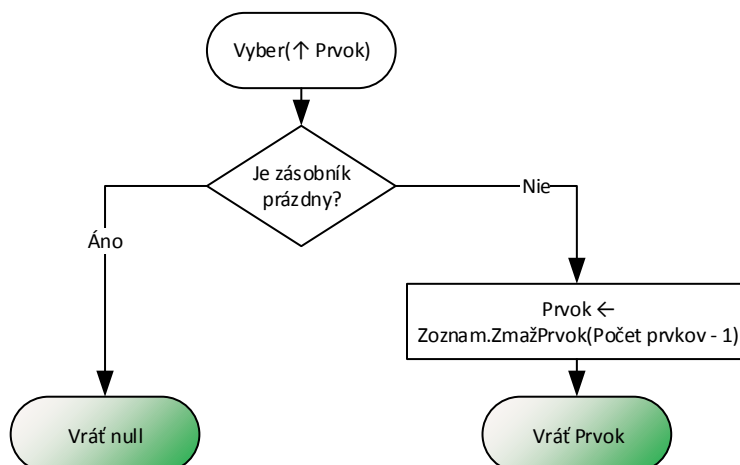 Vyber(↑ Prvok)
Je zásobník
prázdny?
Áno
Nie
Prvok ←
Zoznam.ZmažPrvok(Počet prvkov - 1)
Vráť null
Vráť Prvok